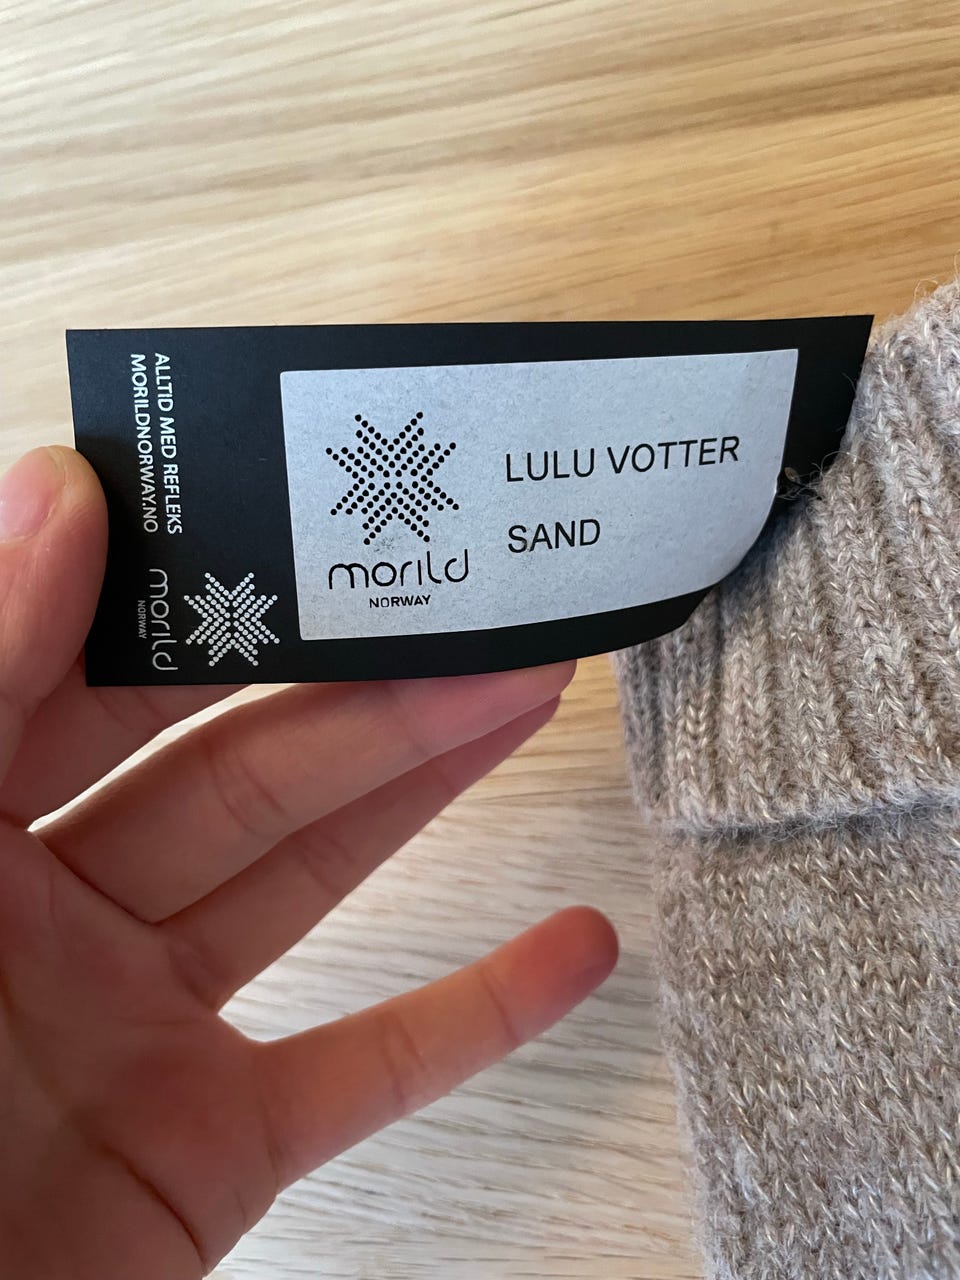 LULU VOTTER
SAND
morild
NORWAY
ALLTID MED REFLEKS
MORILDNORWAY.NO
morild
NORWAY